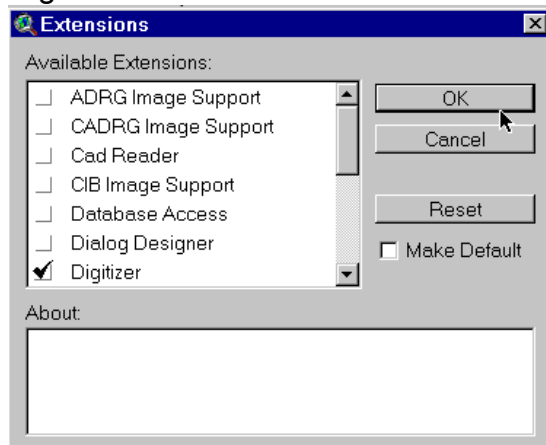 Extensions
Available Extensions:
ADRG Image Support
CADRG Image Support
Cad Reader
CIB Image Support
Database Access
Dialog Designer
Digitizer
OK
Cancel
Reset
Make Default
About: